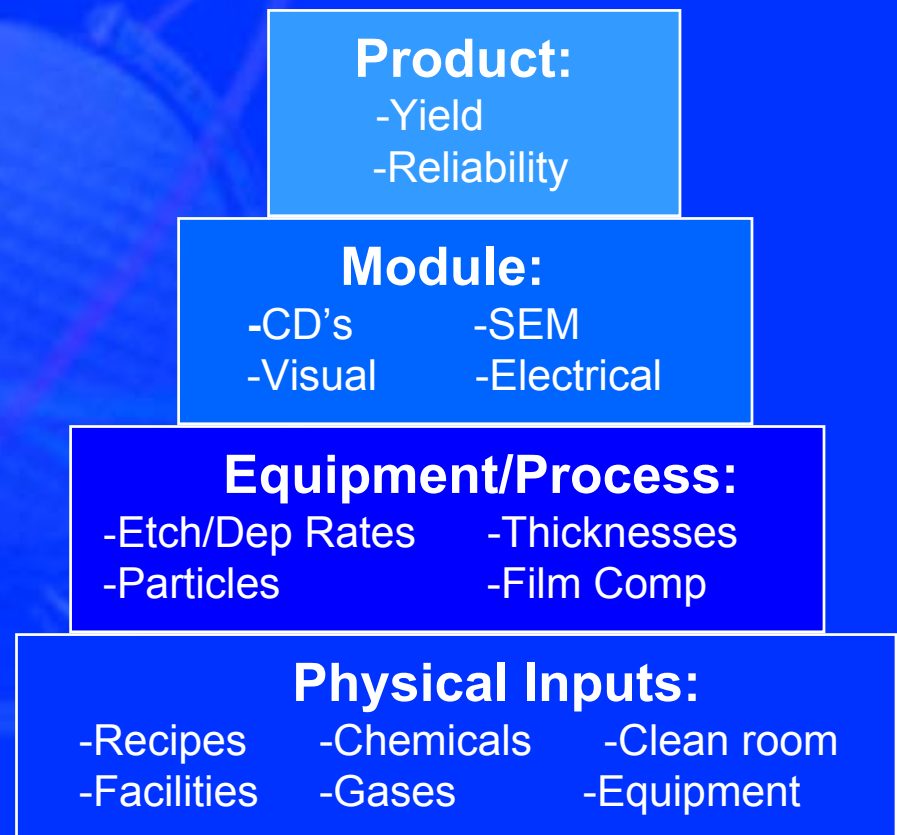 Product:
-Yield
-Reliability
Module:
-CD’s -SEM
-Visual -Electrical
Equipment/Process:
-Etch/Dep Rates -Thicknesses
-Particles -Film Comp
Physical Inputs:
-Recipes -Chemicals -Clean room
-Facilities -Gases -Equipment